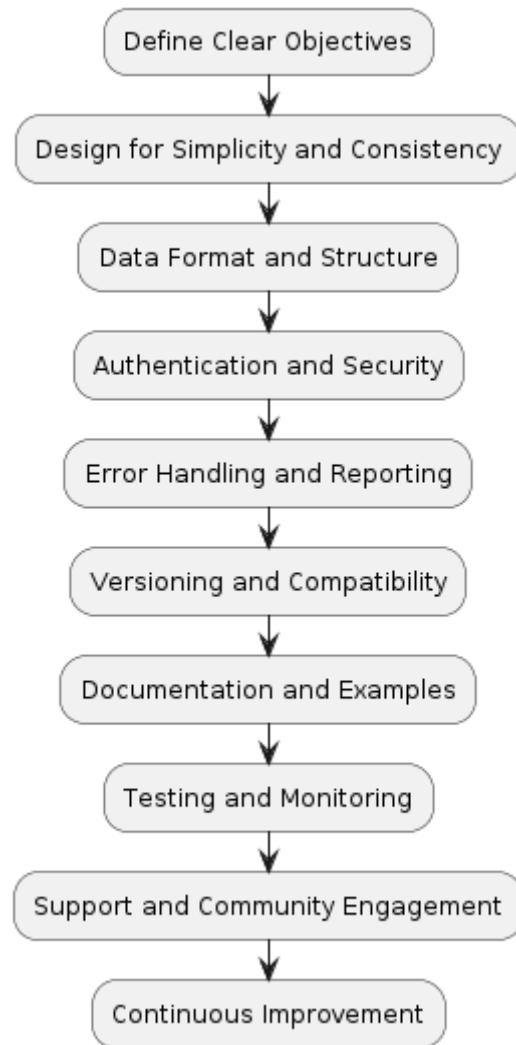 Define Clear Objectives
Design for Simplicity and Consistency
Data Format and Structure
Authentication and Security
Error Handling and Reporting
Versioning and Compatibility
Documentation and Examples
Testing and Monitoring
Support and Community Engagement
Continuous Improvement